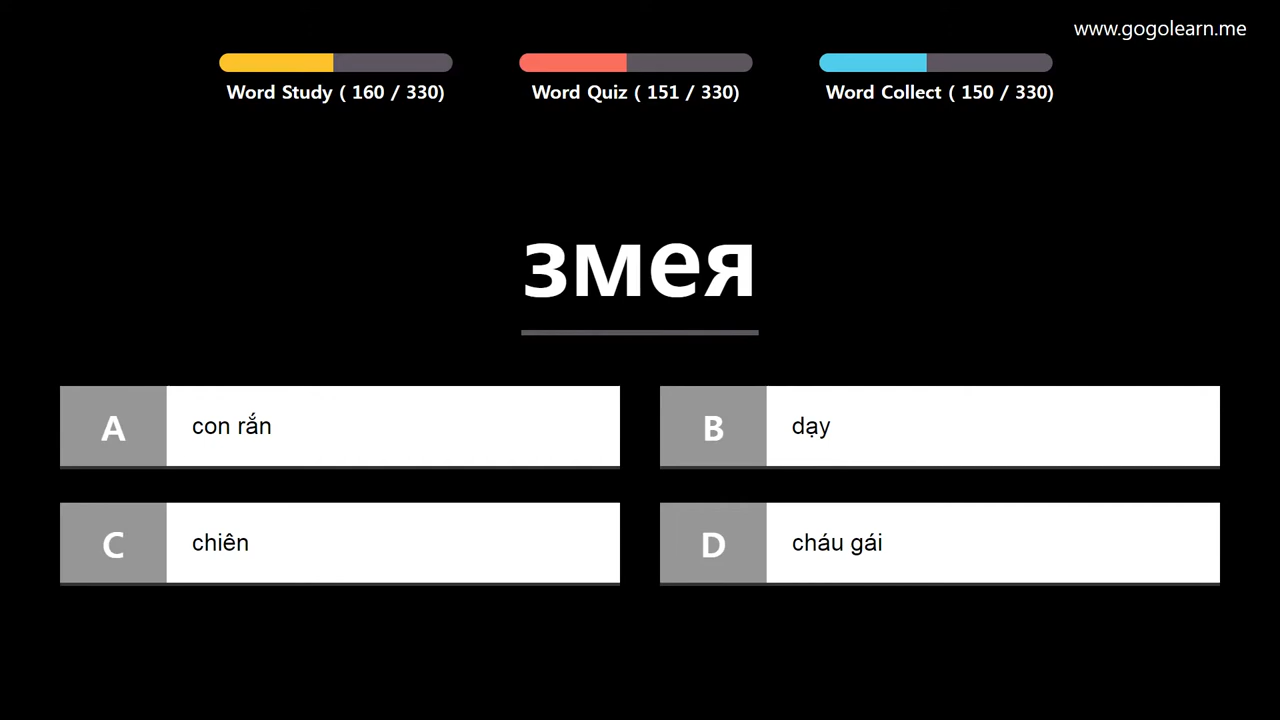 www.gogolearn.me
Word Study ( 160 / 330)
Word Quiz ( 151 / 330)
Word Collect ( 150 / 330)
змея
A
con rắn
B
dạy
C
chiên
D
cháu gái